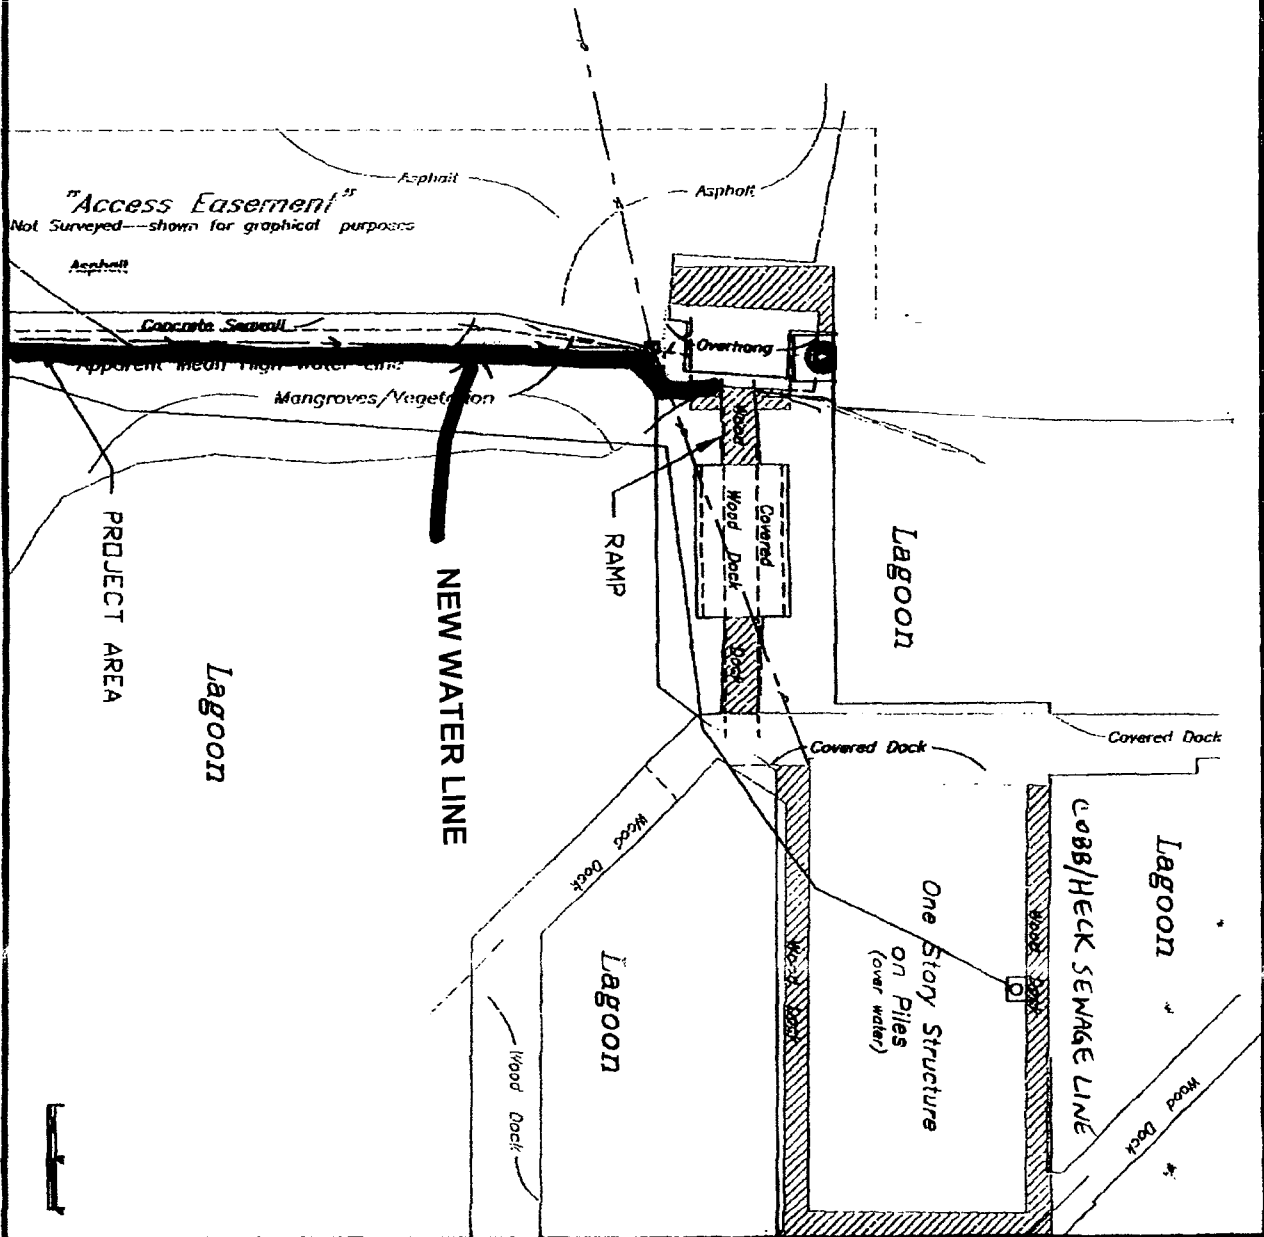 Asphalt
Asphalt
"Access Easement"
Not Surveyed---shown for graphical purposes
Asphalt
Concrete Seawall
Overhang
Apparent Mean High Water Line
Mangroves/Vegetation
Wood
RAMP
Covered
Wood Dock
Dock
PROJECT AREA
NEW WATER LINE
Lagoon
Lagoon
Covered Dock
Covered Dock
Wood Dock
COBB/HECK SEWAGE LINE
Lagoon
One Story Structure
on Piles
(over water)
Wood Dock
Wood Dock
Lagoon
Wood Dock
Wood Dock